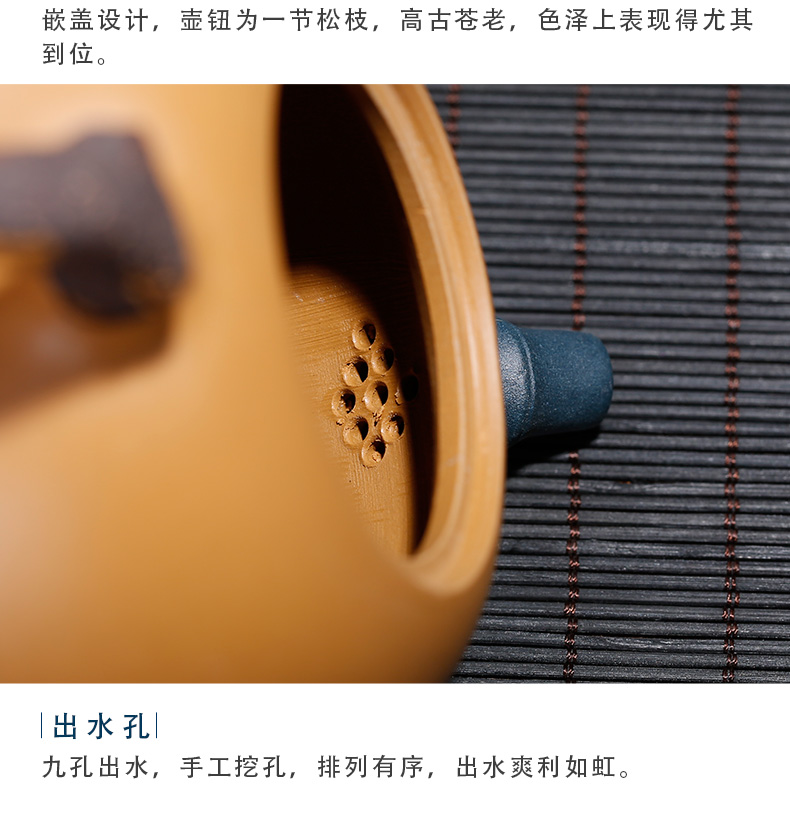 嵌盖设计，壶钮为一节松枝，高古苍老，色泽上表现得尤其
到位。
出水孔
九孔出水，手工挖孔，排列有序，出水爽利如虹。